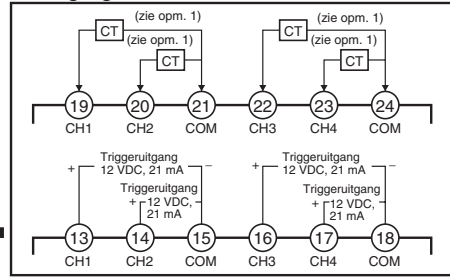 (zie opm. 1) (zie opm. 1)
CT CT
(zie opm. 1) (zie opm. 1)
CT CT
19 20 21 22 23 24
CH1 CH2 COM CH3 CH4 COM
Triggeruitgang Triggeruitgang
+ 12 VDC, 21 mA – + 12 VDC, 21 mA –
Triggeruitgang Triggeruitgang
+ 12 VDC, – + 12 VDC, –
21 mA 21 mA
13 14 15 16 17 18
CH1 CH2 COM CH3 CH4 COM